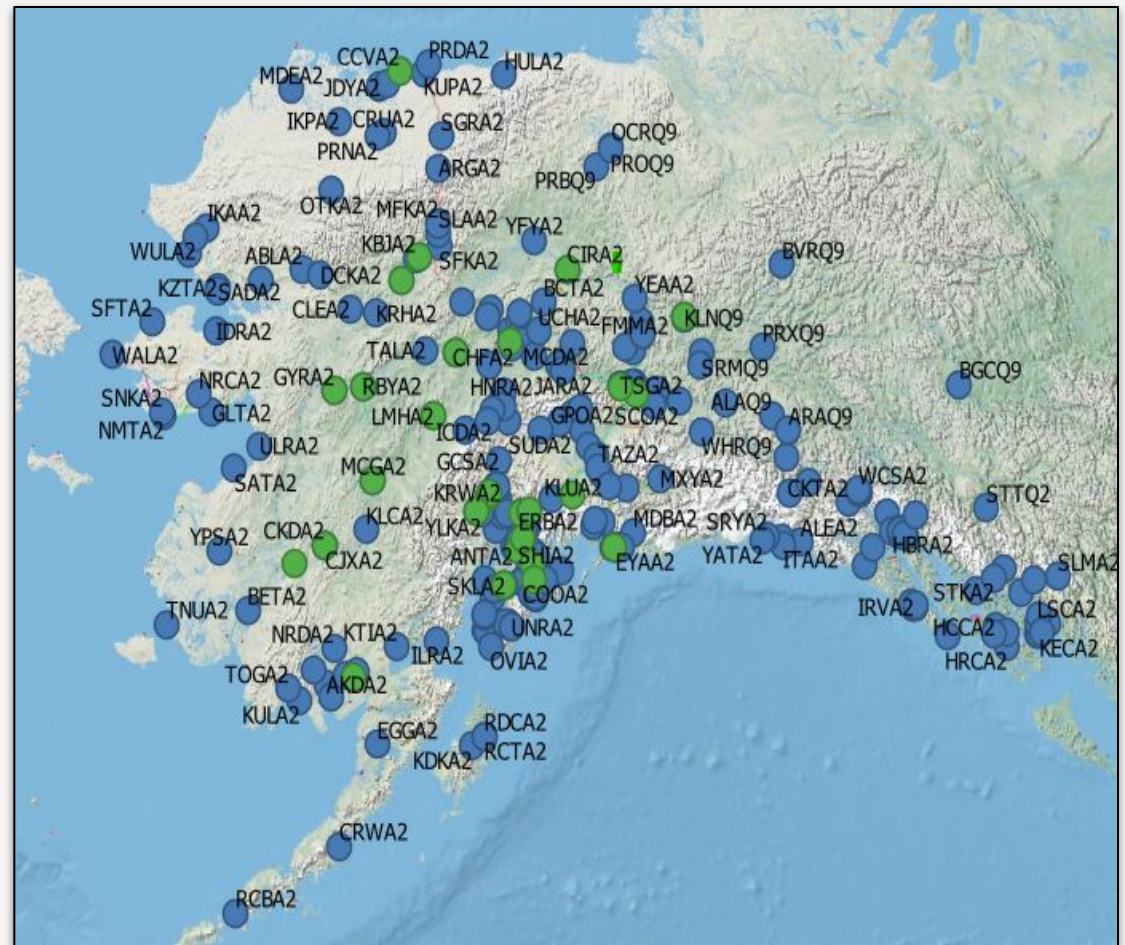 CCVA2
PRDA2
HULA2
MDEA2
JDYA2
KUPA2
IKPA2
CRUA2
SGRA2
OCRQ9
PRNA2
ARGA2
PROQ9
PRBQ9
OTKA2
MFKA2
IKAA2
SLAA2
YFYA2
WULA2
KBJA2
ABLA2
SFKA2
CIRA2
BVRQ9
DCKA2
KZTA2
SADA2
BCTA2
YEAA2
SFTA2
CLEA2
KRHA2
UCHA2
FMMA2
KLNQ9
IDRA2
PRXQ9
WALA2
TALA2
CHFA2
MCDA2
SRMQ9
BGCQ9
NRCA2
GYRA2
RBYA2
HNRA2
JARA2
TSGA2
SNKA2
GLTA2
LMHA2
GPOA2
SCOA2
ALAQ9
ARAQ9
NMTA2
ICDA2
SUDA2
WHRQ9
ULRA2
GCSA2
TAZA2
MCGA2
SATA2
KRWA2
KLUA2
MXYA2
CKTA2
WCSA2
STTQ2
KLCA2
YLKA2
ERBA2
MDBA2
SRYA2
ALEA2
YPSA2
CKDA2
HBRA2
CJXA2
ANTA2
SHIA2
EYAA2
YATA2
ITAA2
SLMA2
SKLA2
COOA2
STKA2
BETA2
TNUA2
IRVA2
LSCA2
NRDA2
KTIA2
UNRA2
HCCA2
ILRA2
OVIA2
HRCA2
KECA2
TOGA2
AKDA2
KULA2
EGGA2
RDCA2
KDKA2
RCTA2
CRWA2
RCBA2